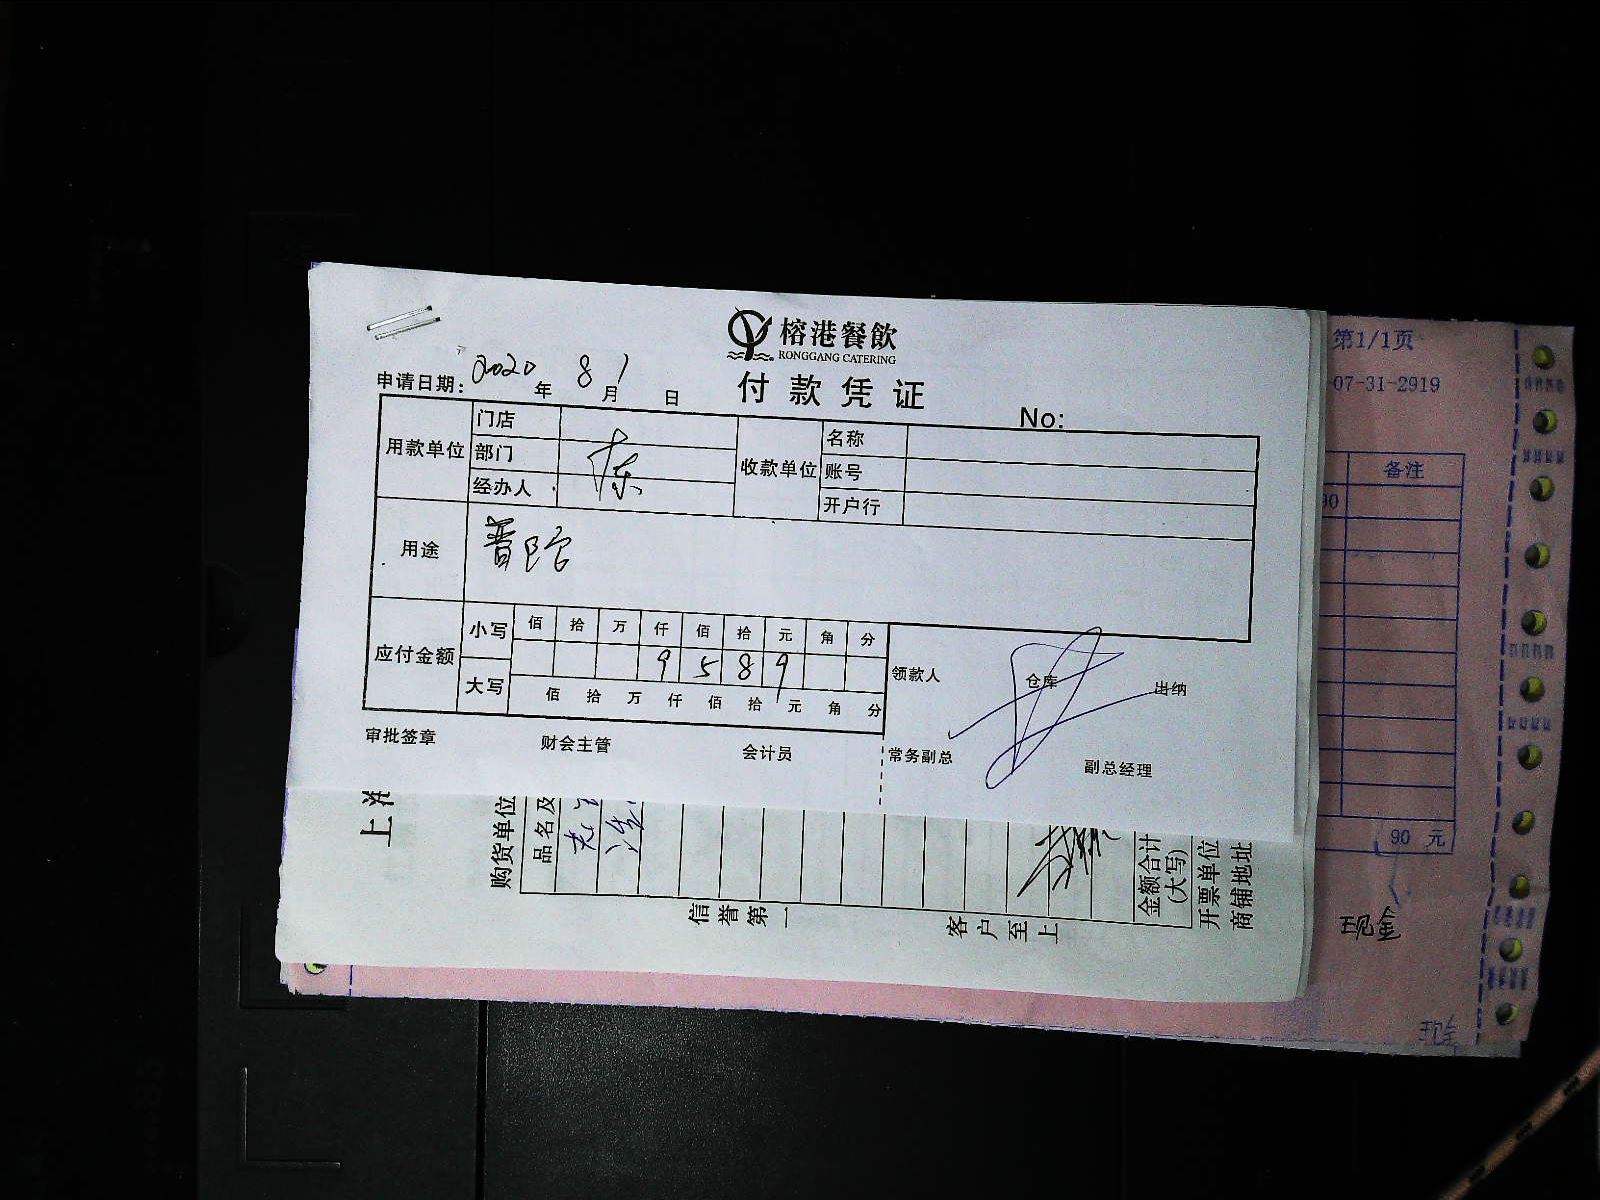 榕港餐飲
RONGGANG CATERING
付款凭证
申请日期: 2020 年 8 月 1 日
No:
用款单位 门店 收款单位 名称
部门 账号
经办人 开户行
用途 普陀
应付金额 小写 佰 拾 万 仟 佰 拾 元 角 分
9 5 8 9
大写 佰 拾 万 仟 佰 拾 元 角 分
领款人 仓库 出纳
审批签章 财会主管 会计员 常务副总 副总经理
第1/1页
-07-31-2919
备注
90
90 元
现金
现金
上
购货单位
品名及
信誉第一
客户至上
金额合计
(大写)
开票单位
商铺地址